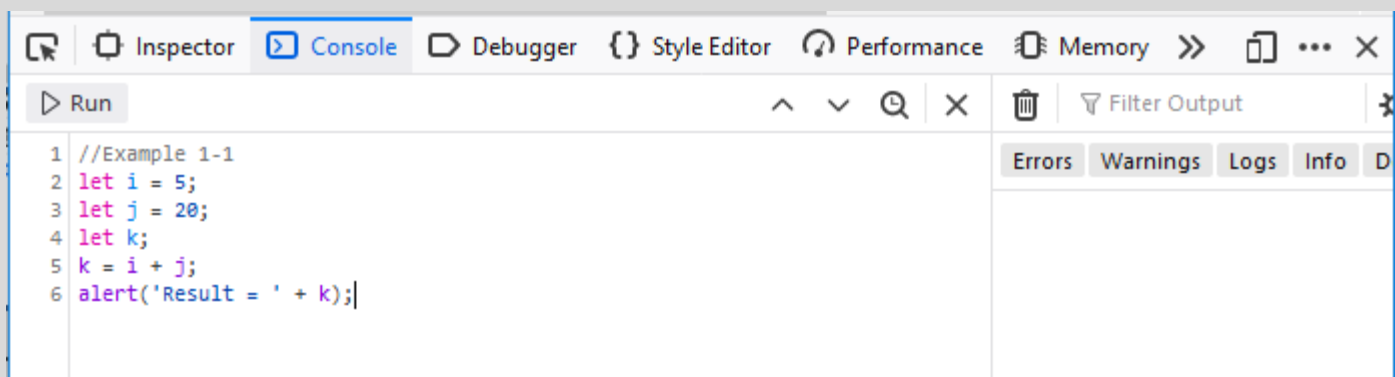 Inspector Console Debugger {} Style Editor Performance Memory
Run
Filter Output
Errors Warnings Logs Info D
1 //Example 1-1
2 let i = 5;
3 let j = 20;
4 let k;
5 k = i + j;
6 alert('Result = ' + k);